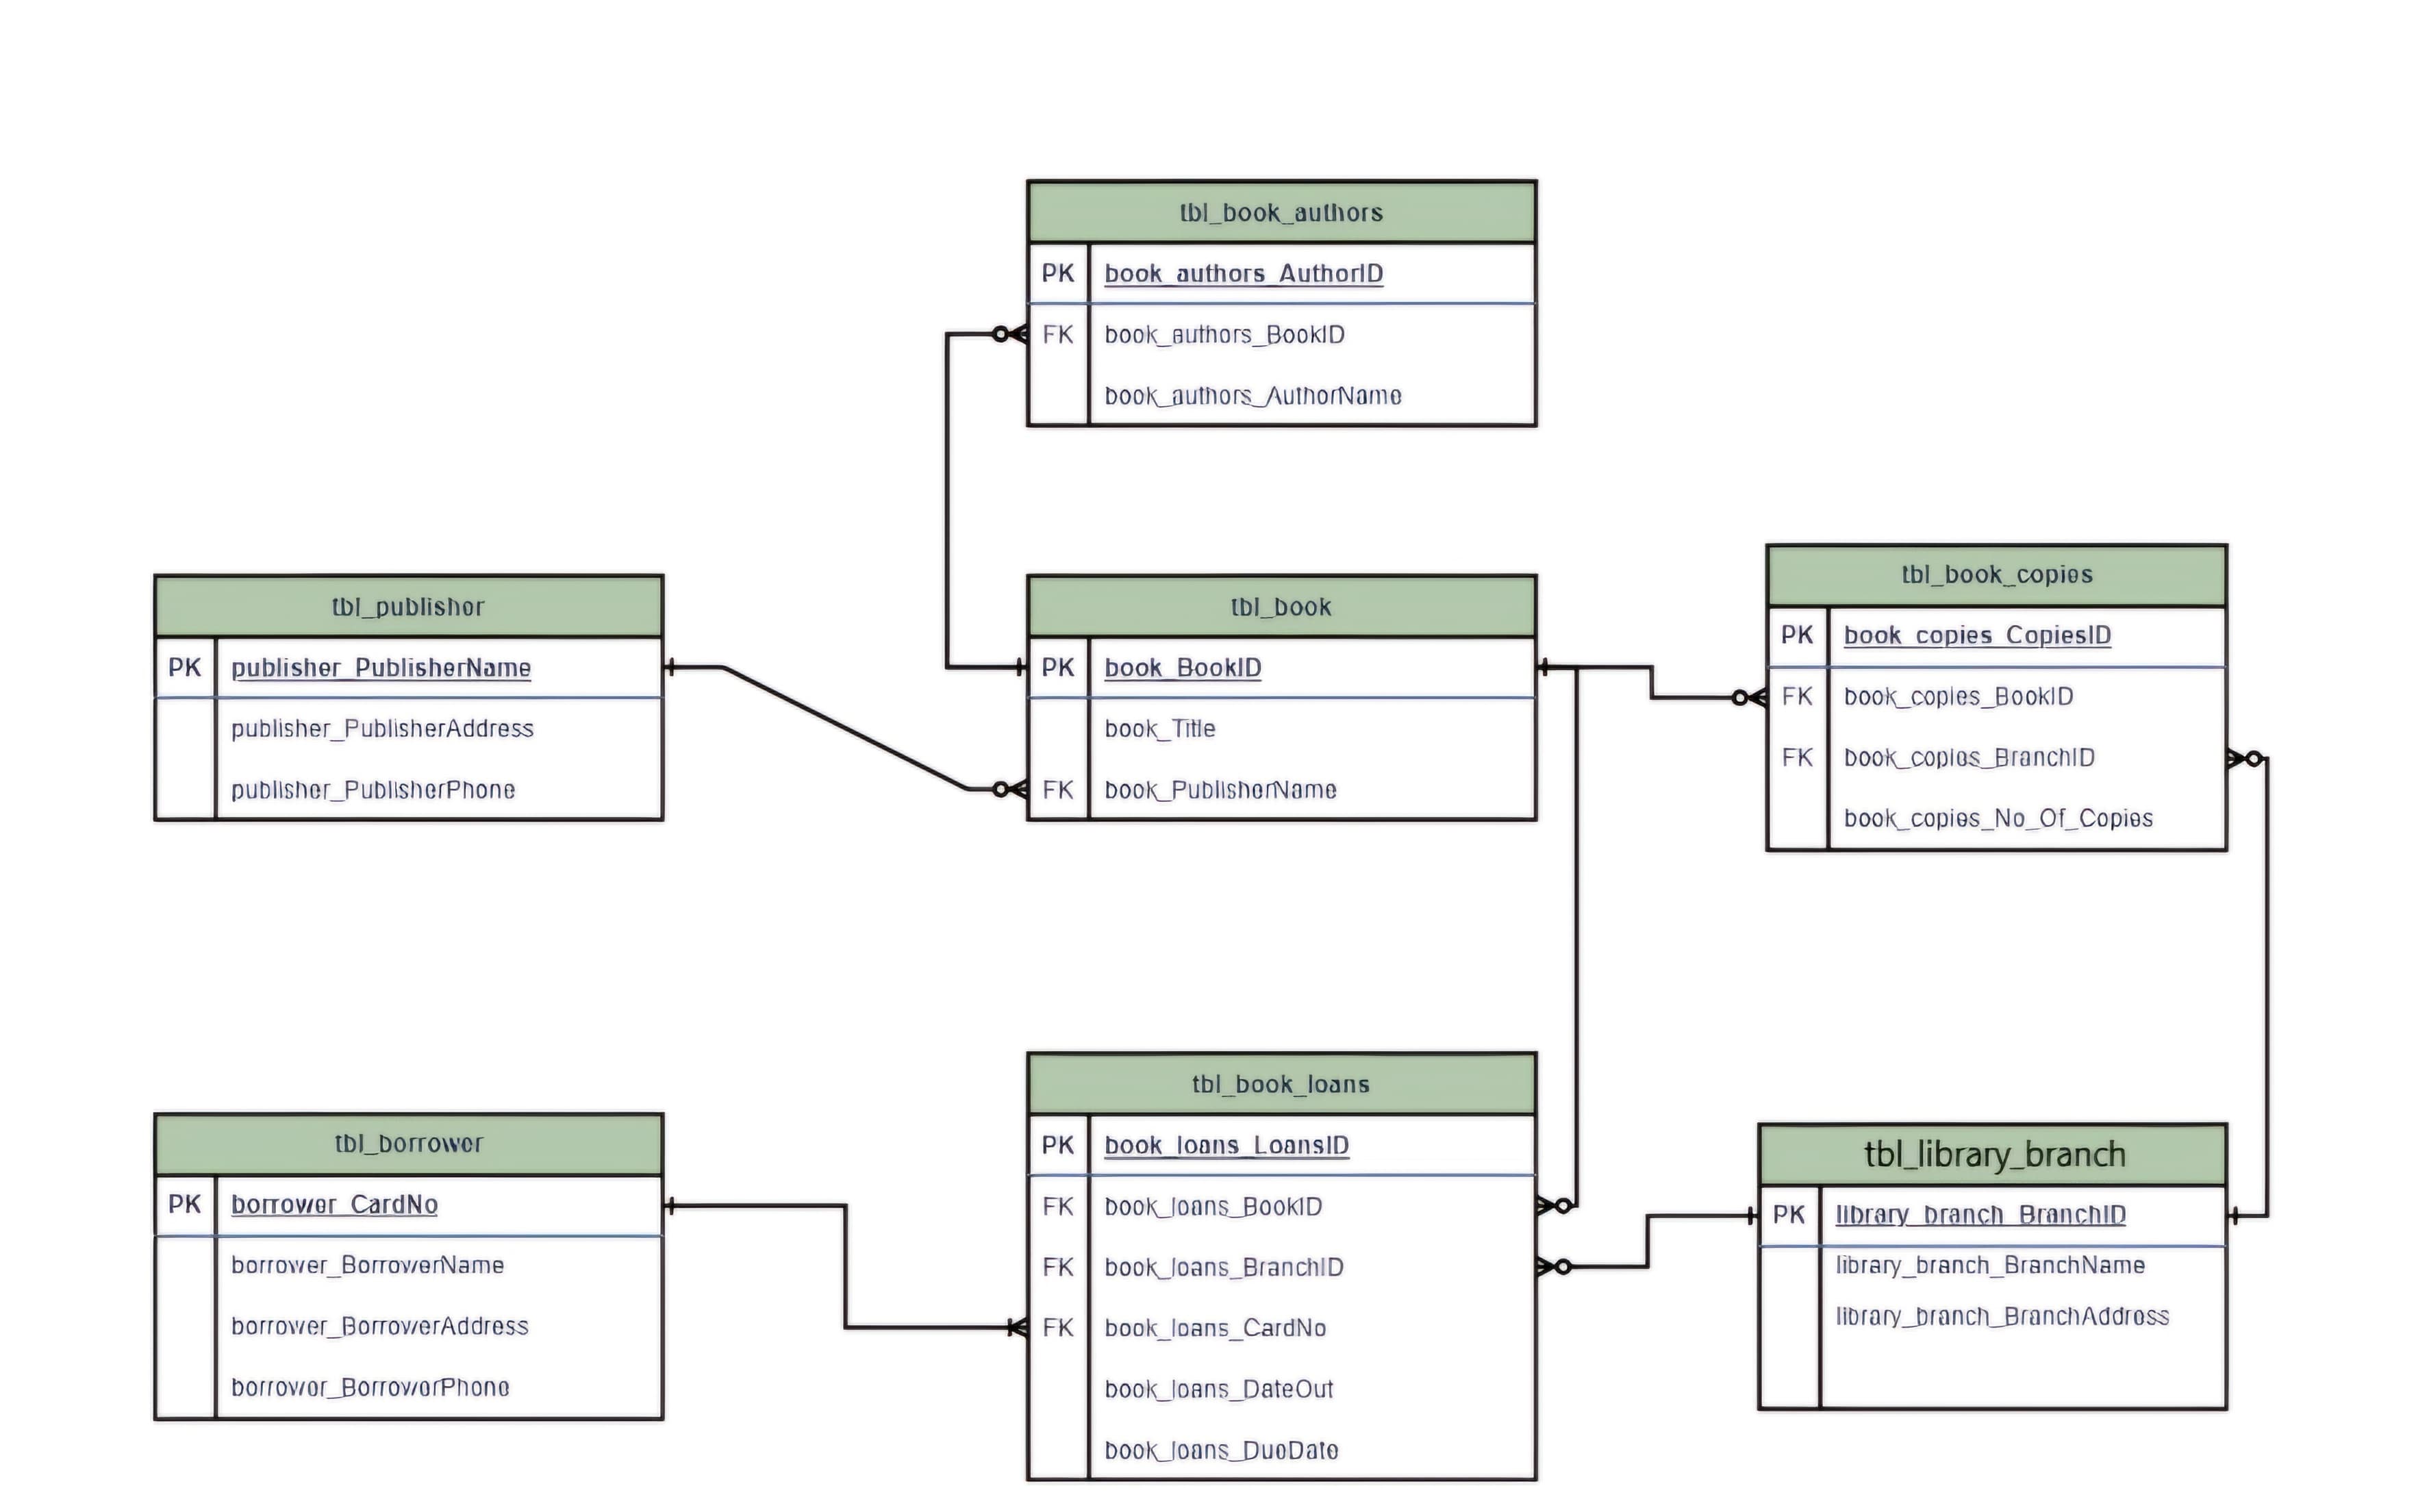 tbl_book_authors
PK book_authors_AuthorID
FK book_authors_BookID
book_authors_AuthorName
tbl_publisher
PK publisher_PublisherName
publisher_PublisherAddress
publisher_PublisherPhone
tbl_book
PK book_BookID
book_Title
FK book_PublisherName
tbl_book_copies
PK book_copies_CopiesID
FK book_copies_BookID
FK book_copies_BranchID
book_copies_No_Of_Copies
tbl_borrower
PK borrower_CardNo
borrower_BorrowerName
borrower_BorrowerAddress
borrower_BorrowerPhone
tbl_book_loans
PK book_loans_LoansID
FK book_loans_BookID
FK book_loans_BranchID
FK book_loans_CardNo
book_loans_DateOut
book_loans_DueDate
tbl_library_branch
PK library_branch_BranchID
library_branch_BranchName
library_branch_BranchAddress